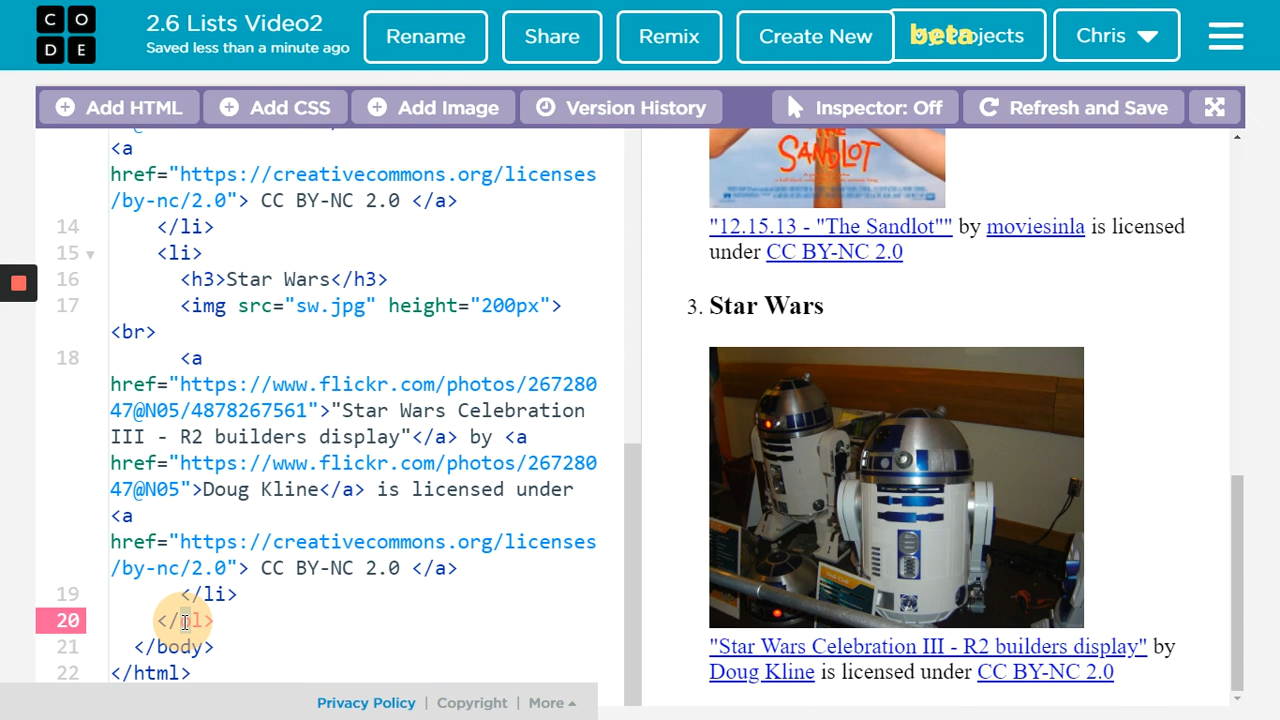 CODE
2.6 Lists Video2
Saved less than a minute ago
Rename
Share
Remix
Create New
beta
Projects
Chris
Add HTML
Add CSS
Add Image
Version History
Inspector: Off
Refresh and Save
<a
href="https://creativecommons.org/licenses
/by-nc/2.0"> CC BY-NC 2.0 </a>
14 </li>
15 <li>
16 <h3>Star Wars</h3>
17 <img src="sw.jpg" height="200px">
<br>
18 <a
href="https://www.flickr.com/photos/267280
47@N05/4878267561">"Star Wars Celebration
III - R2 builders display"</a> by <a
href="https://www.flickr.com/photos/267280
47@N05">Doug Kline</a> is licensed under
<a
href="https://creativecommons.org/licenses
/by-nc/2.0"> CC BY-NC 2.0 </a>
19 </li>
20
21 </body>
22 </html>
Privacy Policy | Copyright | More
THE
SANDLOT
"12.15.13 - "The Sandlot"" by moviesinla is licensed
under CC BY-NC 2.0
3. Star Wars
"Star Wars Celebration III - R2 builders display" by
Doug Kline is licensed under CC BY-NC 2.0